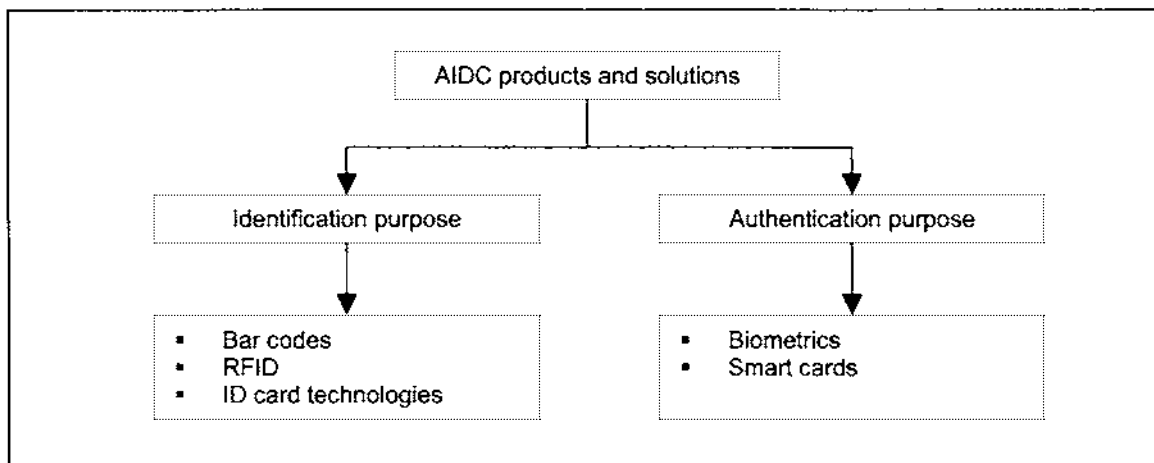 AIDC products and solutions
Identification purpose
Authentication purpose
▪ Bar codes
▪ RFID
▪ ID card technologies
▪ Biometrics
• Smart cards